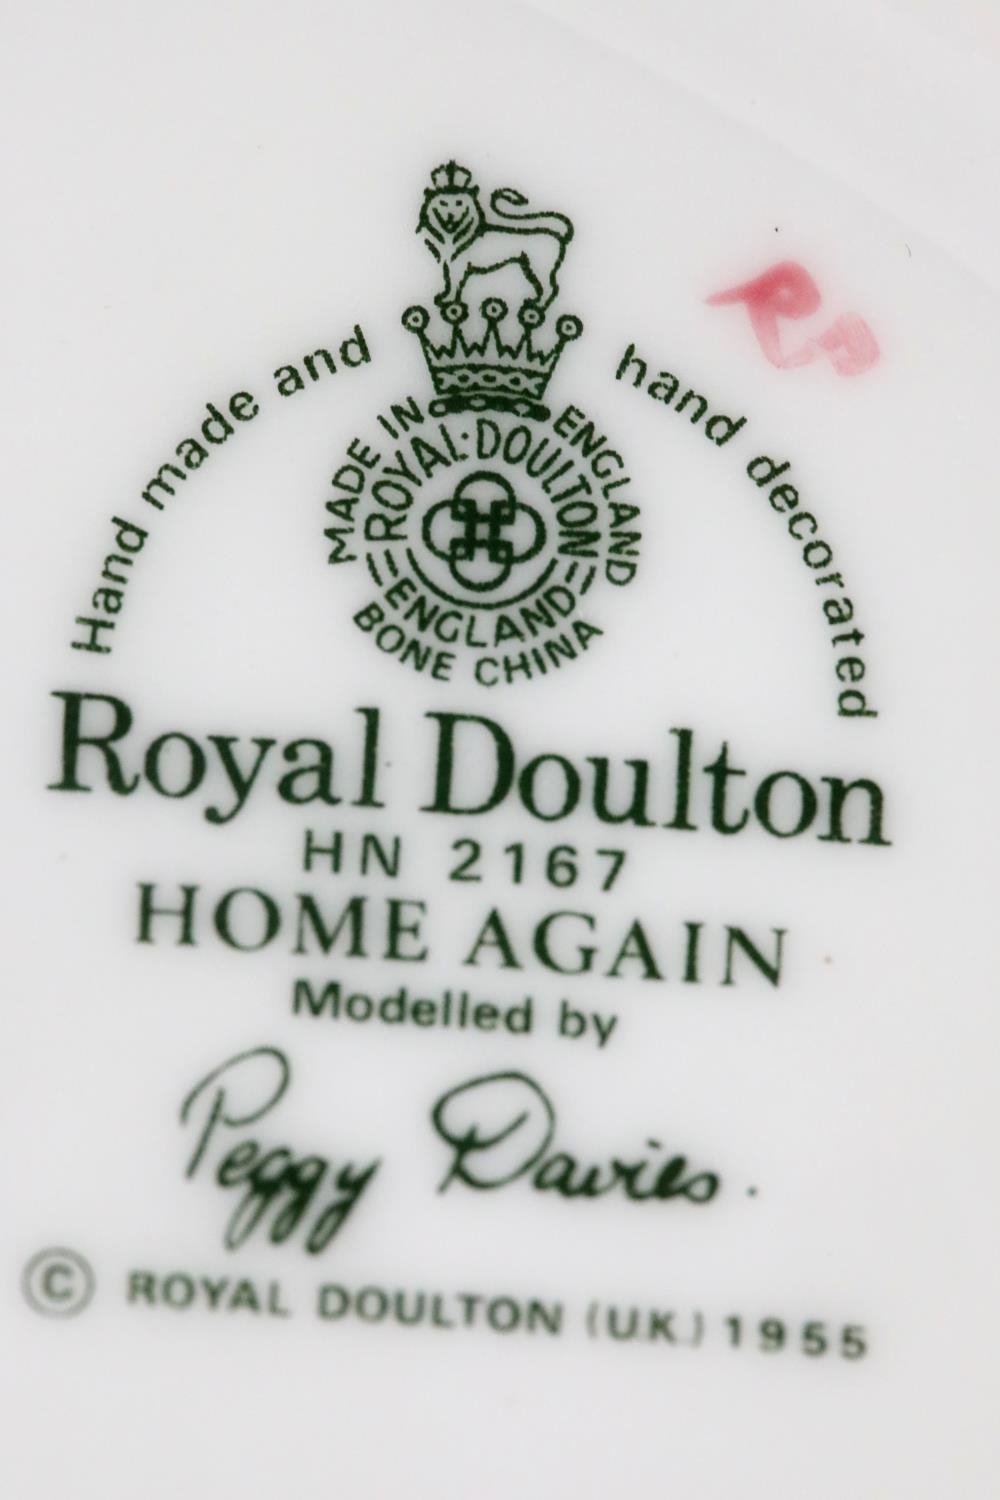 Hand made and hand decorated
MADE IN ENGLAND
ROYAL·DOULTON
ENGLAND
BONE CHINA
Royal Doulton
HN 2167
HOME AGAIN
Modelled by
Peggy Davies.
© ROYAL DOULTON (U.K.) 1955